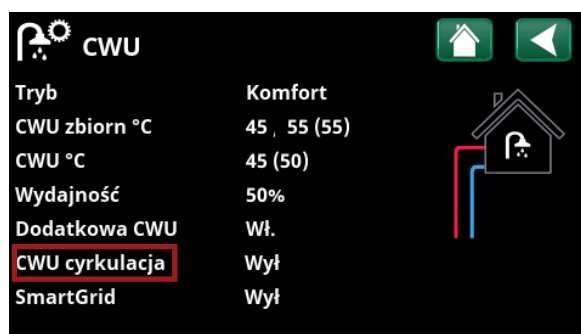 CWU
Tryb Komfort
CWU zbiorn °C 45 , 55 (55)
CWU °C 45 (50)
Wydajność 50%
Dodatkowa CWU Wł.
CWU cyrkulacja Wył
SmartGrid Wył